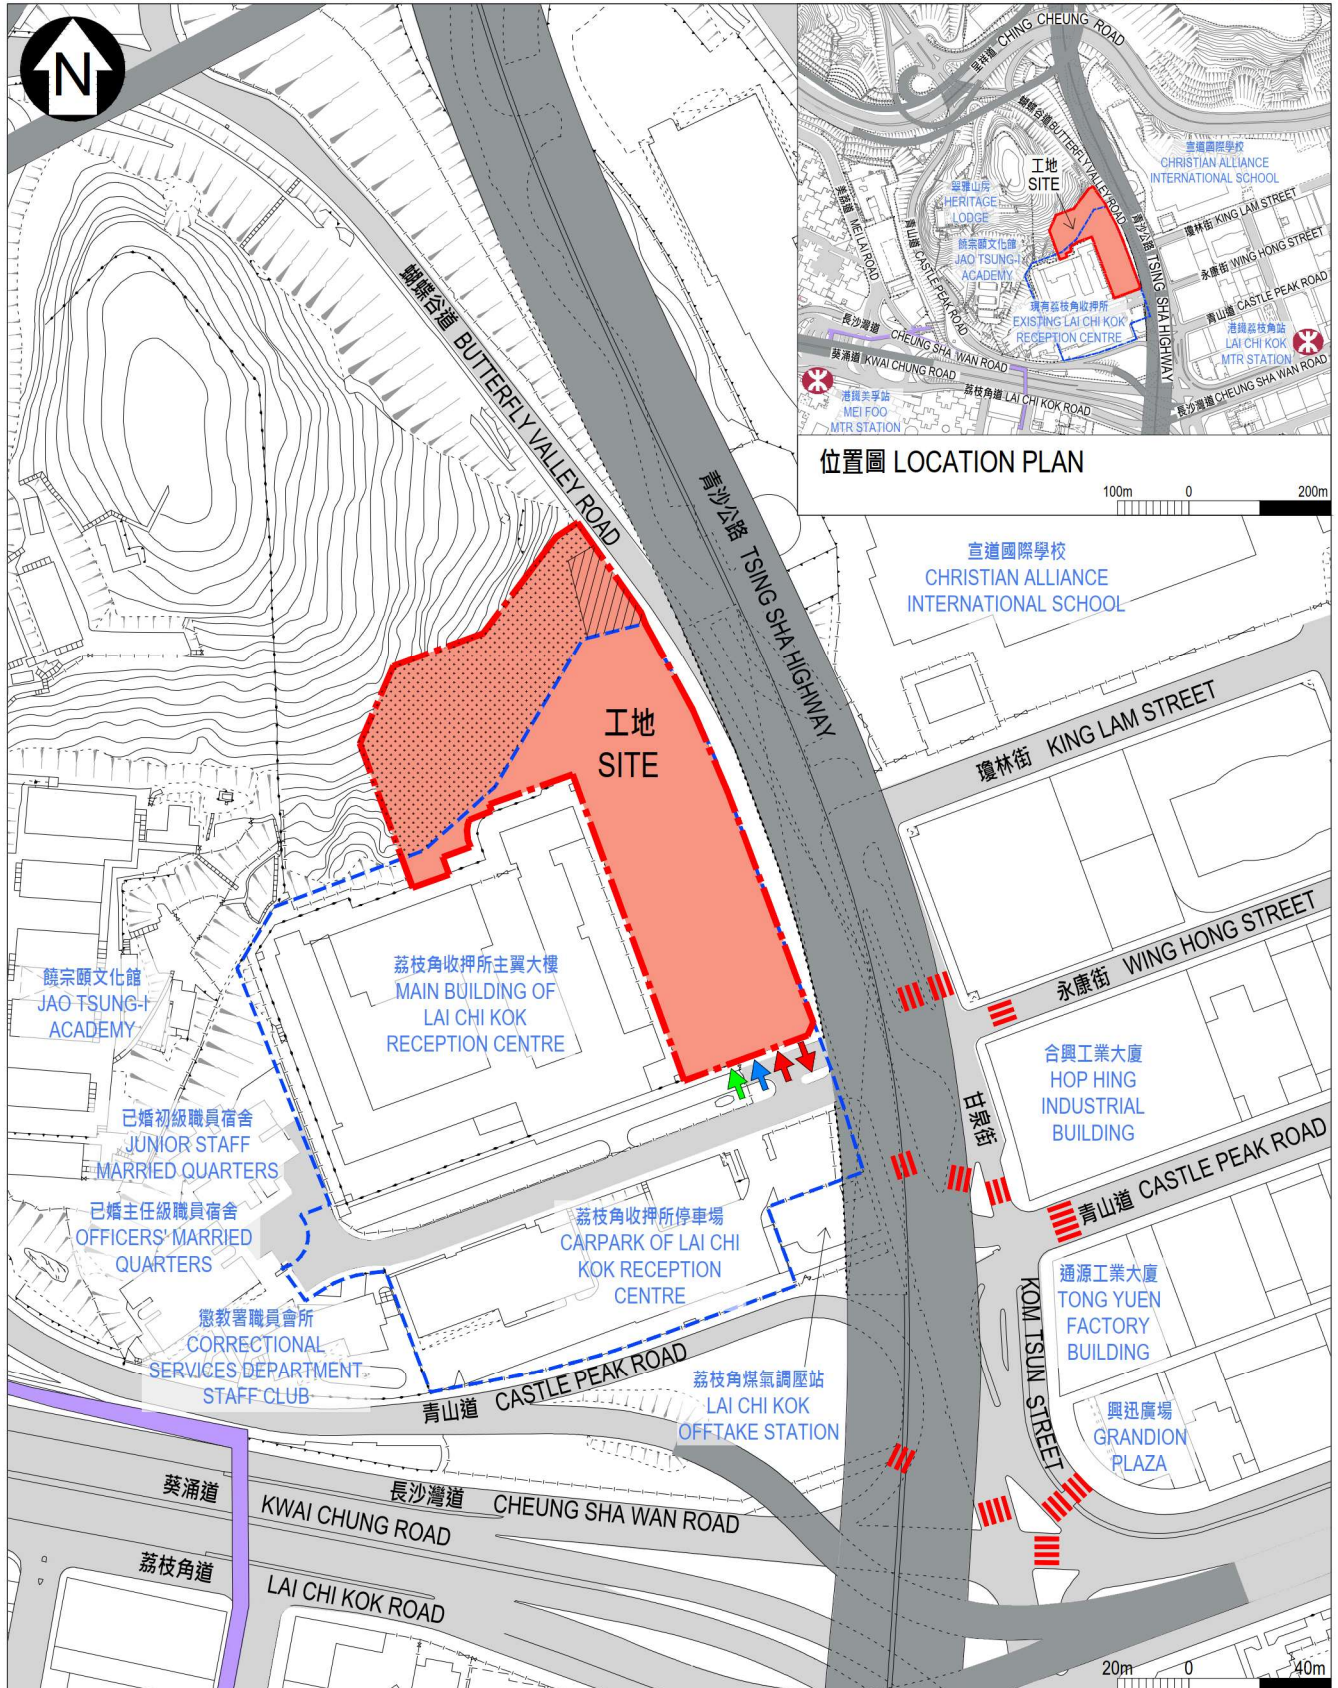 N
青荃路 CHING CHEUNG ROAD
蝴蝶谷道 BUTTERFLY VALLEY ROAD
宣道國際學校
CHRISTIAN ALLIANCE
INTERNATIONAL SCHOOL
工地
SITE
翠雅山房
HERITAGE
LODGE
美荔道 MEI LAI ROAD
青山道 CASTLE PEAK ROAD
饒宗頤文化館
JAO TSUNG-I
ACADEMY
青沙公路 TSING SHA HIGHWAY
瓊林街 KING LAM STREET
永康街 WING HONG STREET
青山道 CASTLE PEAK ROAD
現有荔枝角收押所
EXISTING LAI CHI KOK
RECEPTION CENTRE
港鐵荔枝角站
LAI CHI KOK
MTR STATION
長沙灣道 CHEUNG SHA WAN ROAD
葵涌道 KWAI CHUNG ROAD
荔枝角道 LAI CHI KOK ROAD
長沙灣道 CHEUNG SHA WAN ROAD
港鐵美孚站
MEI FOO
MTR STATION
位置圖 LOCATION PLAN
100m 0 200m
蝴蝶谷道 BUTTERFLY VALLEY ROAD
青沙公路 TSING SHA HIGHWAY
宣道國際學校
CHRISTIAN ALLIANCE
INTERNATIONAL SCHOOL
工地
SITE
瓊林街 KING LAM STREET
永康街 WING HONG STREET
荔枝角收押所主翼大樓
MAIN BUILDING OF
LAI CHI KOK
RECEPTION CENTRE
饒宗頤文化館
JAO TSUNG-I
ACADEMY
合興工業大廈
HOP HING
INDUSTRIAL
BUILDING
甘泉街
已婚初級職員宿舍
JUNIOR STAFF
MARRIED QUARTERS
已婚主任級職員宿舍
OFFICERS' MARRIED
QUARTERS
荔枝角收押所停車場
CARPARK OF LAI CHI
KOK RECEPTION
CENTRE
青山道 CASTLE PEAK ROAD
通源工業大廈
TONG YUEN
FACTORY
BUILDING
KOM TSUN STREET
懲教署職員會所
CORRECTIONAL
SERVICES DEPARTMENT
STAFF CLUB
青山道 CASTLE PEAK ROAD
荔枝角煤氣調壓站
LAI CHI KOK
OFFTAKE STATION
興迅廣場
GRANDION
PLAZA
長沙灣道 CHEUNG SHA WAN ROAD
葵涌道 KWAI CHUNG ROAD
荔枝角道 LAI CHI KOK ROAD
20m 0 40m